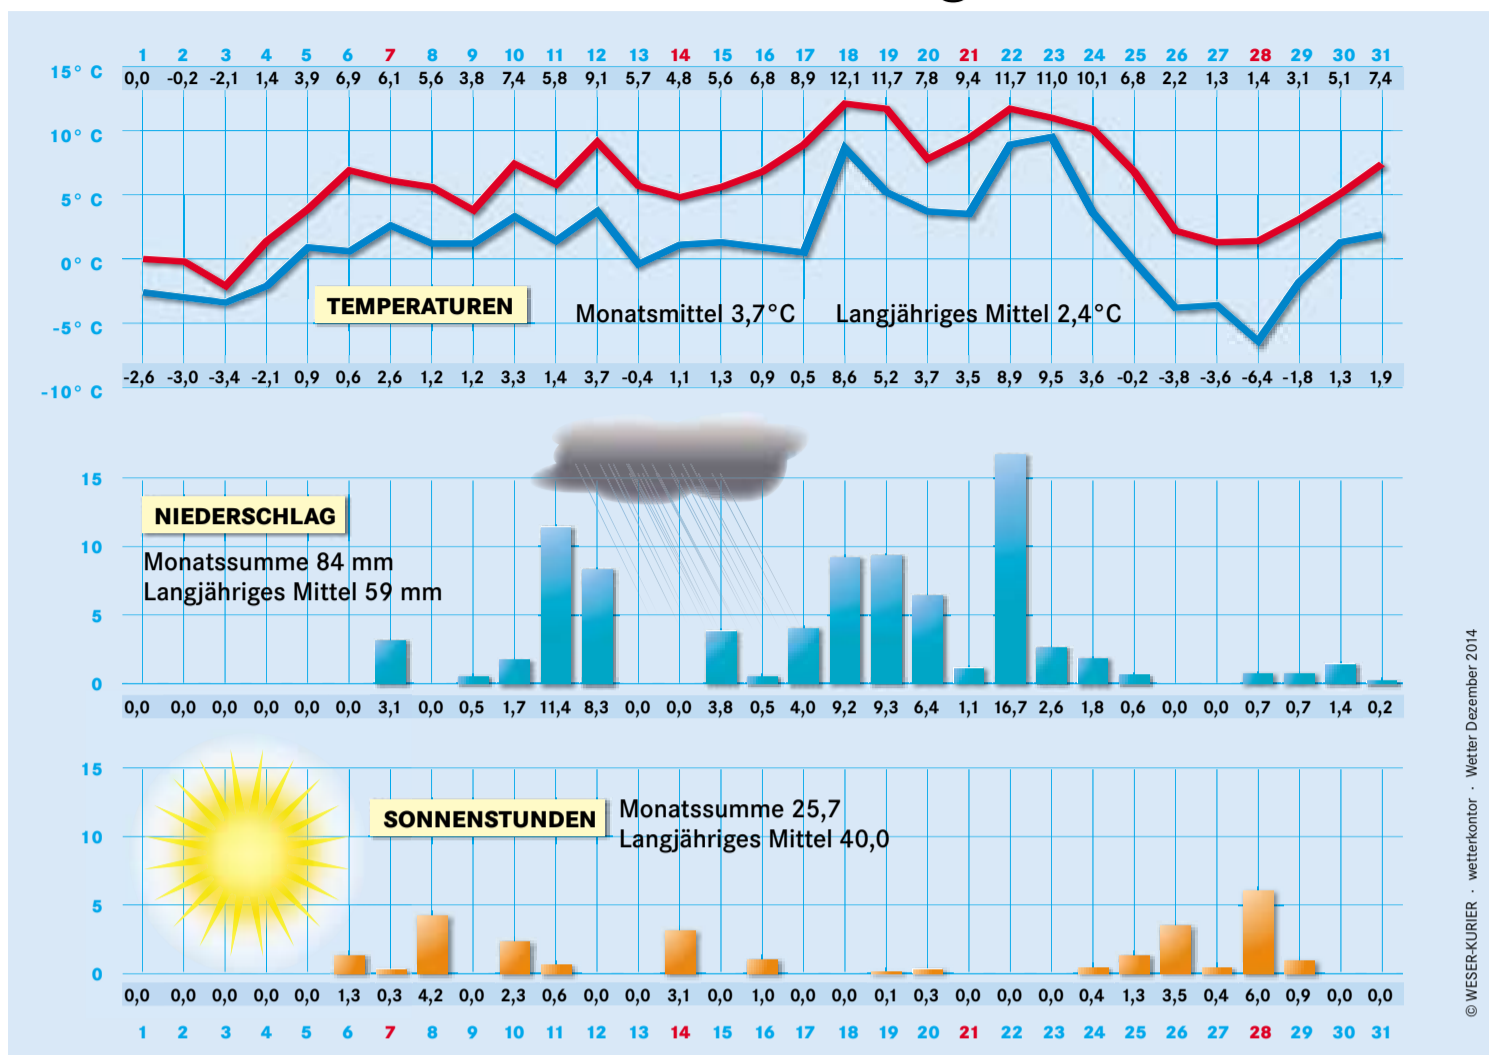 1 2 3 4 5 6 7 8 9 10 11 12 13 14 15 16 17 18 19 20 21 22 23 24 25 26 27 28 29 30 31
15° C
0,0 -0,2 -2,1 1,4 3,9 6,9 6,1 5,6 3,8 7,4 5,8 9,1 5,7 4,8 5,6 6,8 8,9 12,1 11,7 7,8 9,4 11,7 11,0 10,1 6,8 2,2 1,3 1,4 3,1 5,1 7,4
10° C
5° C
0° C
TEMPERATUREN
Monatsmittel 3,7°C
Langjähriges Mittel 2,4°C
-5° C
-2,6 -3,0 -3,4 -2,1 0,9 0,6 2,6 1,2 1,2 3,3 1,4 3,7 -0,4 1,1 1,3 0,9 0,5 8,6 5,2 3,7 3,5 8,9 9,5 3,6 -0,2 -3,8 -3,6 -6,4 -1,8 1,3 1,9
-10° C
15
NIEDERSCHLAG
10
Monatssumme 84 mm
Langjähriges Mittel 59 mm
5
0
0,0 0,0 0,0 0,0 0,0 0,0 3,1 0,0 0,5 1,7 11,4 8,3 0,0 0,0 3,8 0,5 4,0 9,2 9,3 6,4 1,1 16,7 2,6 1,8 0,6 0,0 0,0 0,7 0,7 1,4 0,2
15
SONNENSTUNDEN
Monatssumme 25,7
Langjähriges Mittel 40,0
10
5
0
0,0 0,0 0,0 0,0 0,0 1,3 0,3 4,2 0,0 2,3 0,6 0,0 0,0 3,1 0,0 1,0 0,0 0,0 0,1 0,3 0,0 0,0 0,0 0,4 1,3 3,5 0,4 6,0 0,9 0,0 0,0
1 2 3 4 5 6 7 8 9 10 11 12 13 14 15 16 17 18 19 20 21 22 23 24 25 26 27 28 29 30 31
© WESER-KURIER · wetterkontor · Wetter Dezember 2014